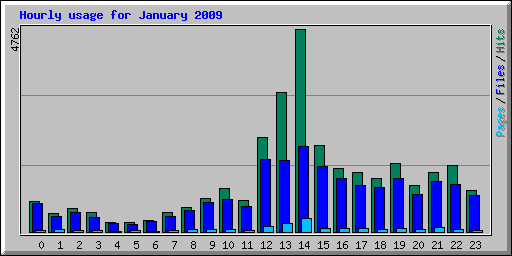 Hourly usage for January 2009
4762
Pages/Files/Hits
0 1 2 3 4 5 6 7 8 9 10 11 12 13 14 15 16 17 18 19 20 21 22 23